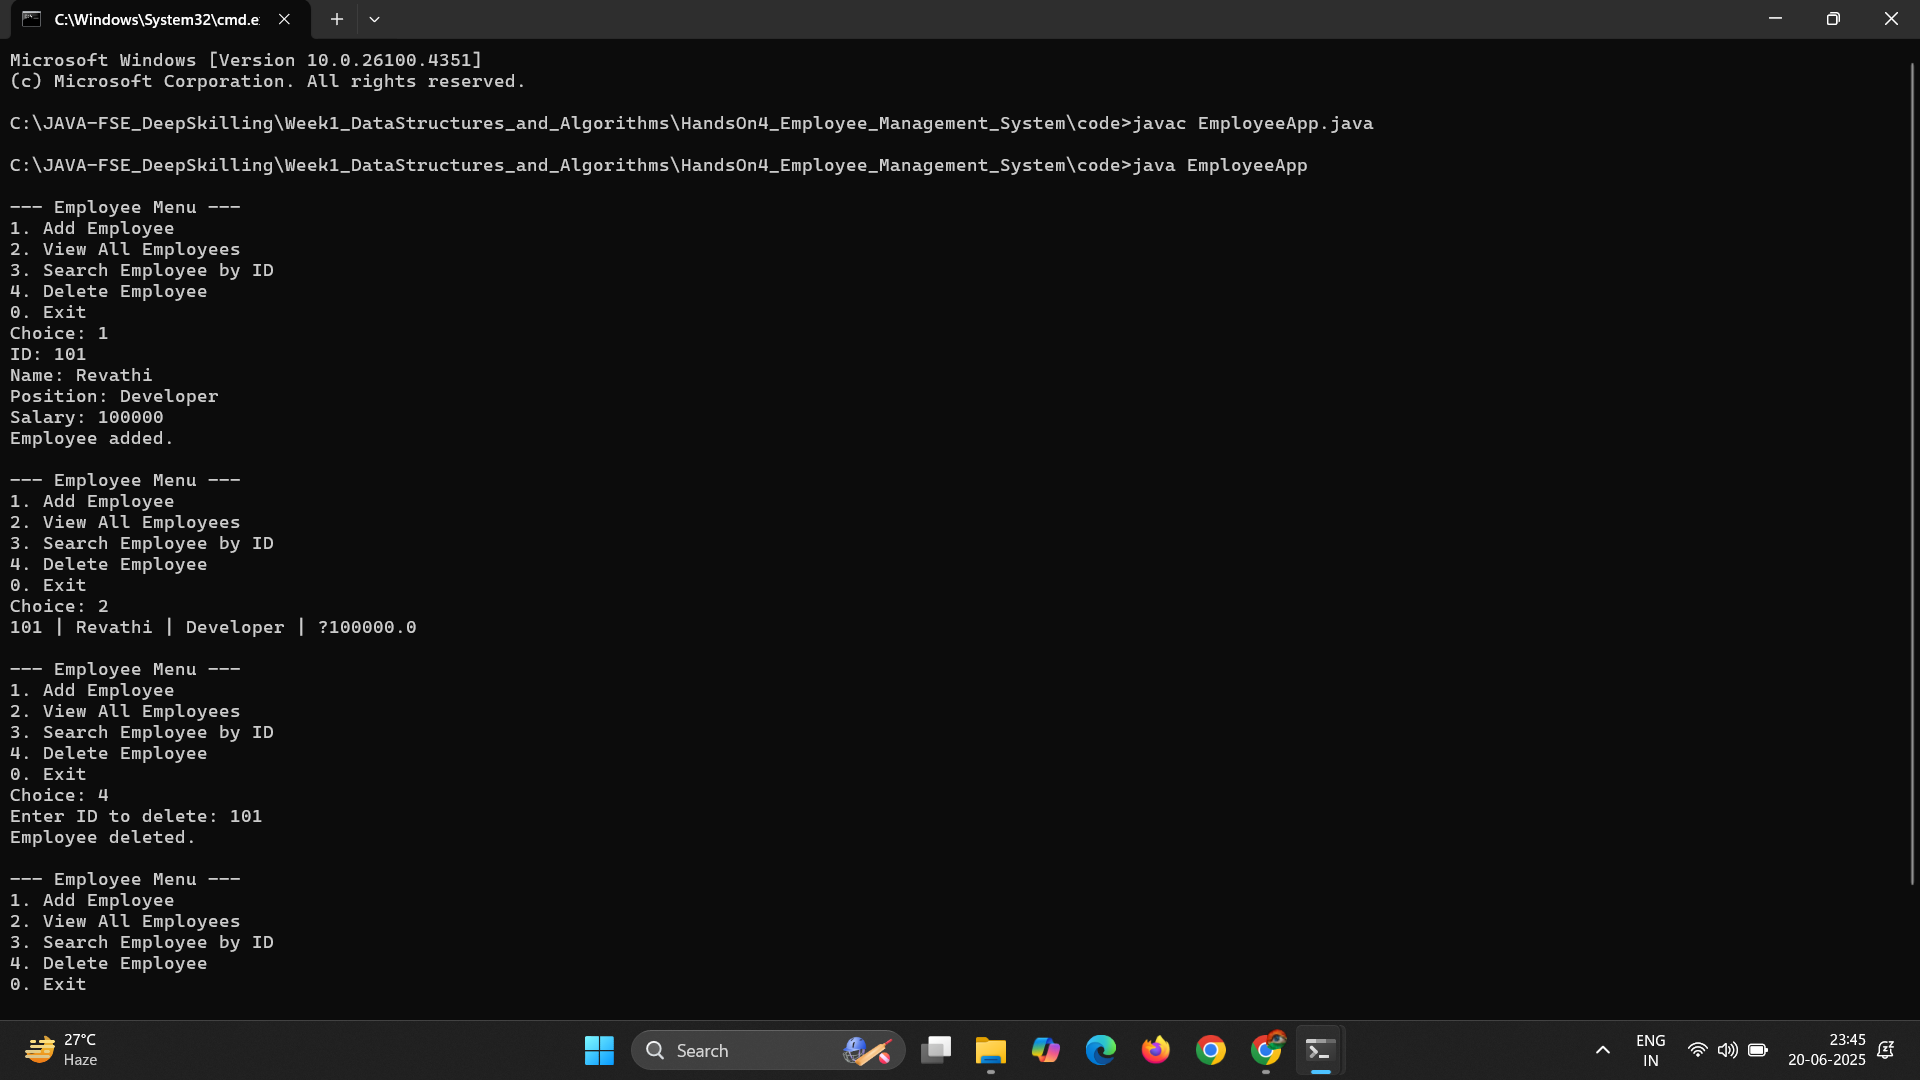 C:\Windows\System32\cmd.e
Microsoft Windows [Version 10.0.26100.4351]
(c) Microsoft Corporation. All rights reserved.
C:\JAVA-FSE_DeepSkilling\Week1_DataStructures_and_Algorithms\HandsOn4_Employee_Management_System\code>javac EmployeeApp.java
C:\JAVA-FSE_DeepSkilling\Week1_DataStructures_and_Algorithms\HandsOn4_Employee_Management_System\code>java EmployeeApp
--- Employee Menu ---
1. Add Employee
2. View All Employees
3. Search Employee by ID
4. Delete Employee
0. Exit
Choice: 1
ID: 101
Name: Revathi
Position: Developer
Salary: 100000
Employee added.
--- Employee Menu ---
1. Add Employee
2. View All Employees
3. Search Employee by ID
4. Delete Employee
0. Exit
Choice: 2
101 | Revathi | Developer | ?100000.0
--- Employee Menu ---
1. Add Employee
2. View All Employees
3. Search Employee by ID
4. Delete Employee
0. Exit
Choice: 4
Enter ID to delete: 101
Employee deleted.
--- Employee Menu ---
1. Add Employee
2. View All Employees
3. Search Employee by ID
4. Delete Employee
0. Exit
27°C
Haze
Search
ENG
IN
23:45
20-06-2025